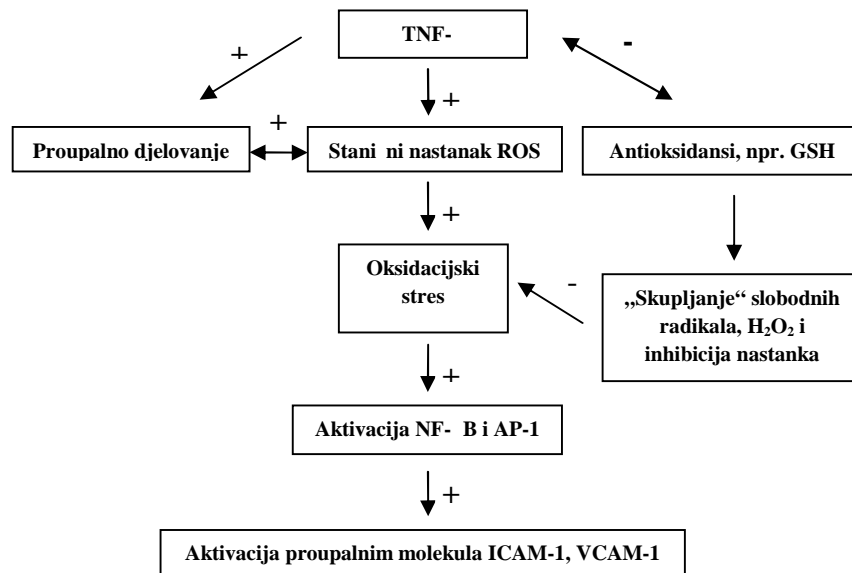 TNF-
+
-
+
Proupalno djelovanje
+
Stani ni nastanak ROS
Antioksidansi, npr. GSH
+
Oksidacijski
stres
-
„Skupljanje“ slobodnih
radikala, H₂O₂ i
inhibicija nastanka
+
Aktivacija NF- B i AP-1
+
Aktivacija proupalnim molekula ICAM-1, VCAM-1